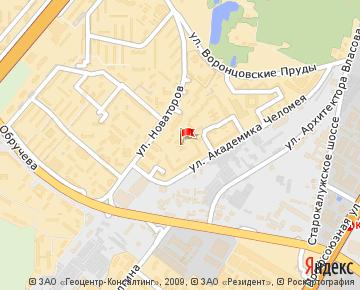 ул. Воронцовские Пруды
ул. Новаторов
ул. Академика Челомея
ул. Архитектора Власова
Старокалужское шоссе
Обручева
Яндекс
© ЗАО «Геоцентр-Консалтинг», 2009, © ЗАО «Резидент», © Роскартография